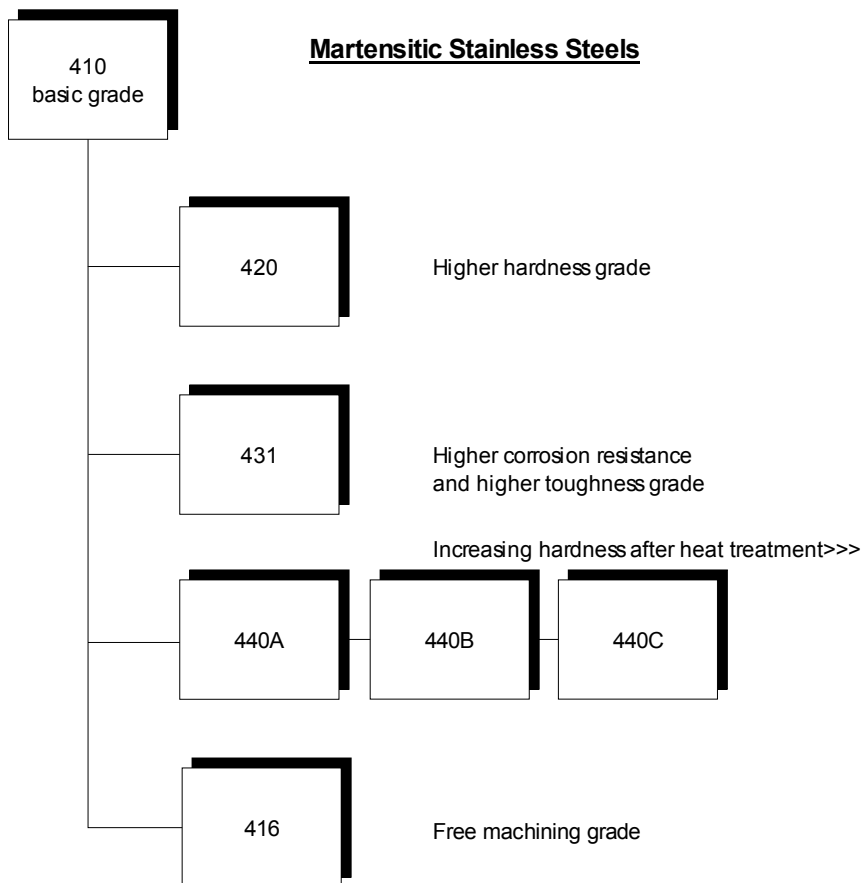 Martensitic Stainless Steels
410
basic grade
420
Higher hardness grade
431
Higher corrosion resistance
and higher toughness grade
Increasing hardness after heat treatment>>>
440A
440B
440C
416
Free machining grade